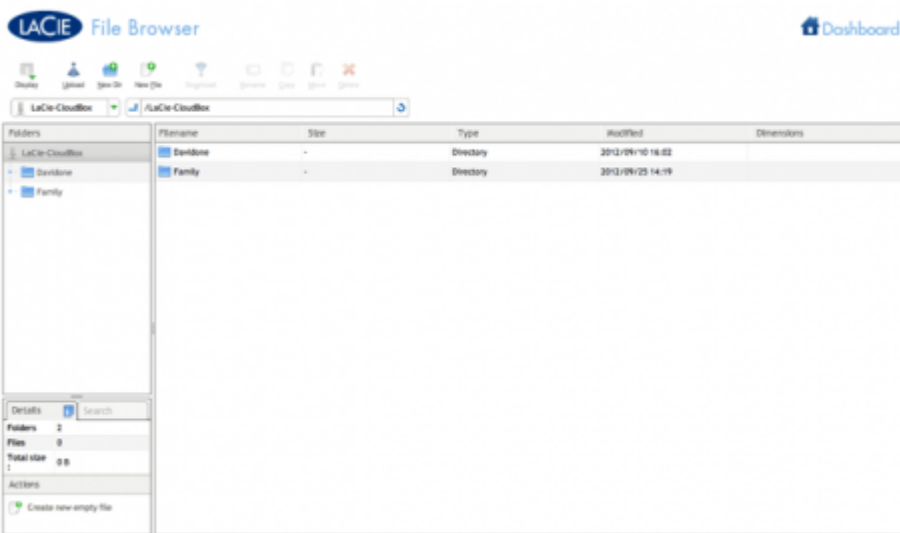 LACIE File Browser
Dashboard
Display Upload New Dir New File Rename Copy Move Delete
LaCie-CloudBox /LaCie-CloudBox
Folders Filename Size Type Modified Dimensions
LaCie-CloudBox Davidone - Directory 2012/09/10 16:02
Davidone Family - Directory 2012/09/25 14:19
Family
Details Search
Folders 2
Files 0
Total size 0 B
:
Actions
Create new empty file